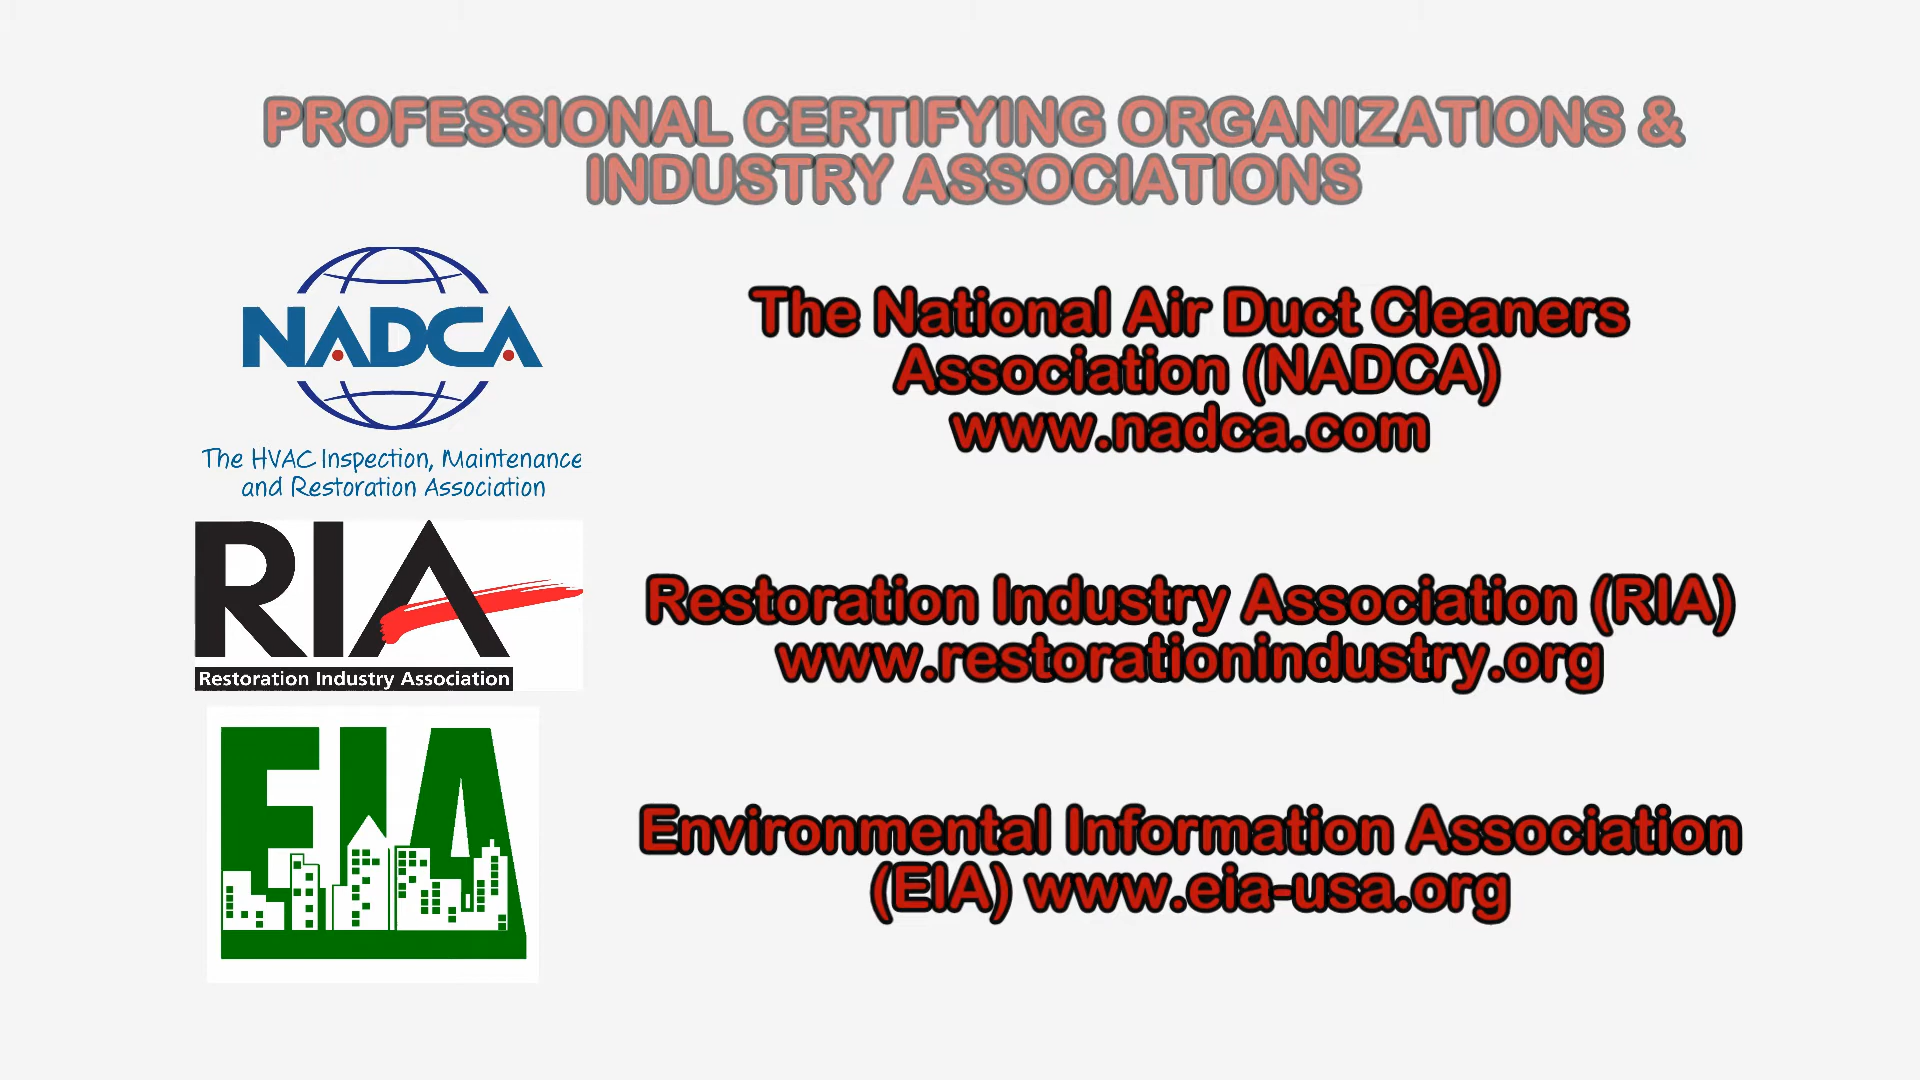 PROFESSIONAL CERTIFYING ORGANIZATIONS &
INDUSTRY ASSOCIATIONS
NADCA
The HVAC Inspection, Maintenance
and Restoration Association
The National Air Duct Cleaners
Association (NADCA)
www.nadca.com
RIA
Restoration Industry Association
Restoration Industry Association (RIA)
www.restorationindustry.org
EIA
Environmental Information Association
(EIA) www.eia-usa.org